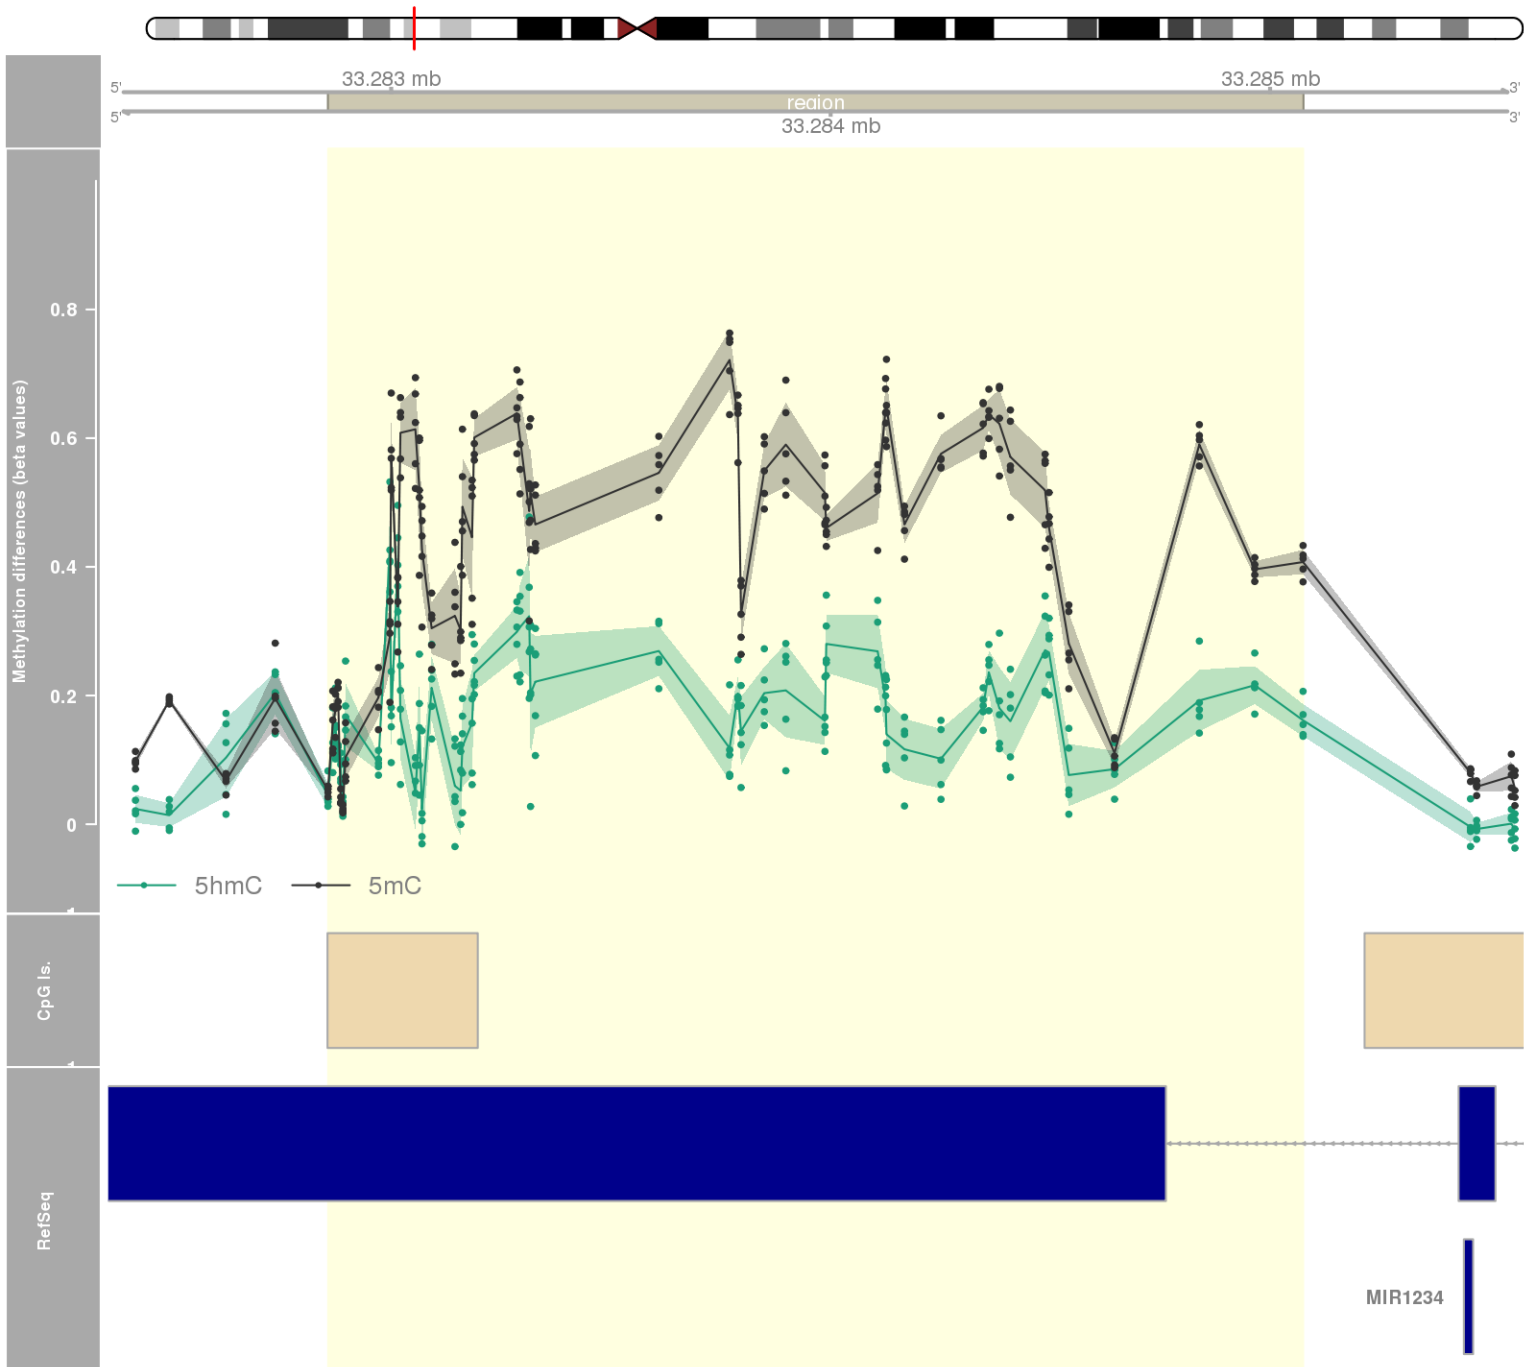 33.283 mb
33.285 mb
5'
3'
region
5'
3'
33.284 mb
Methylation differences (beta values)
0.8
0.6
0.4
0.2
0
5hmC
5mC
CpG Is.
RefSeq
MIR1234